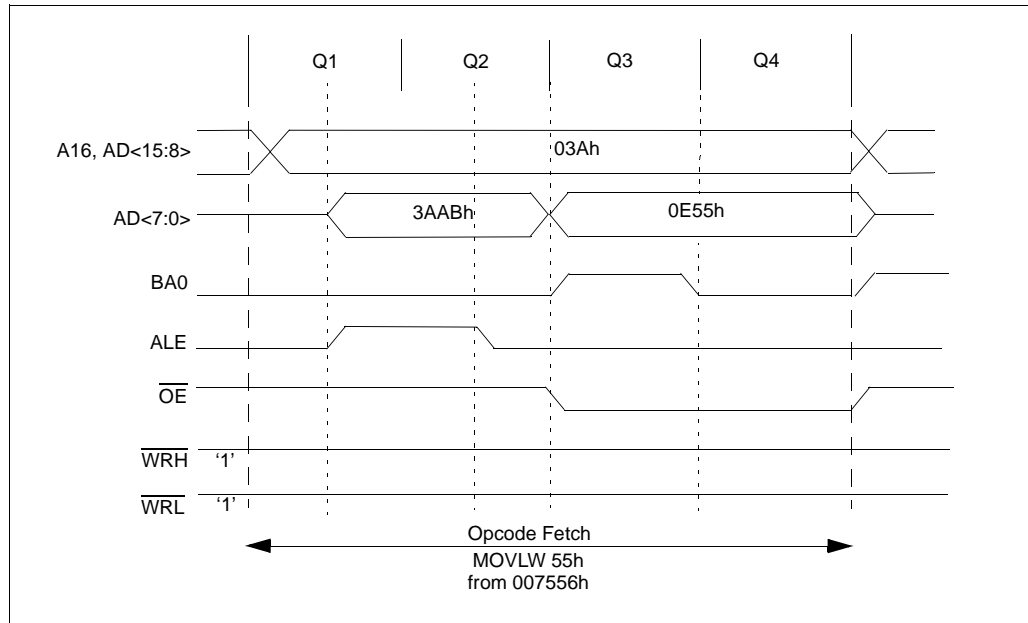 Q1 Q2 Q3 Q4
A16, AD<15:8> 03Ah
AD<7:0> 3AABh 0E55h
BA0
ALE
OE
WRH ‘1’
WRL ‘1’
Opcode Fetch
MOVLW 55h
from 007556h